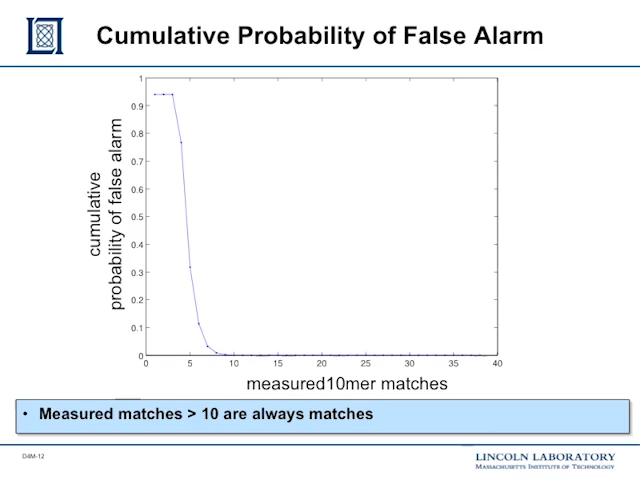 Cumulative Probability of False Alarm
cumulative
probability of false alarm
1
0.9
0.8
0.7
0.6
0.5
0.4
0.3
0.2
0.1
0
0 5 10 15 20 25 30 35 40
measured10mer matches
• Measured matches > 10 are always matches
D4M-12
LINCOLN LABORATORY
MASSACHUSETTS INSTITUTE OF TECHNOLOGY